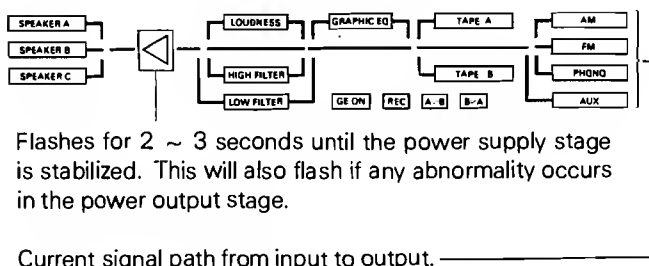 SPEAKER A LOUDNESS GRAPHIC EQ TAPE A AM
SPEAKER B FM
SPEAKER C HIGH FILTER TAPE B PHONO
LOW FILTER GE ON REC A-B B-A AUX
Flashes for 2 ~ 3 seconds until the power supply stage
is stabilized. This will also flash if any abnormality occurs
in the power output stage.
Current signal path from input to output.